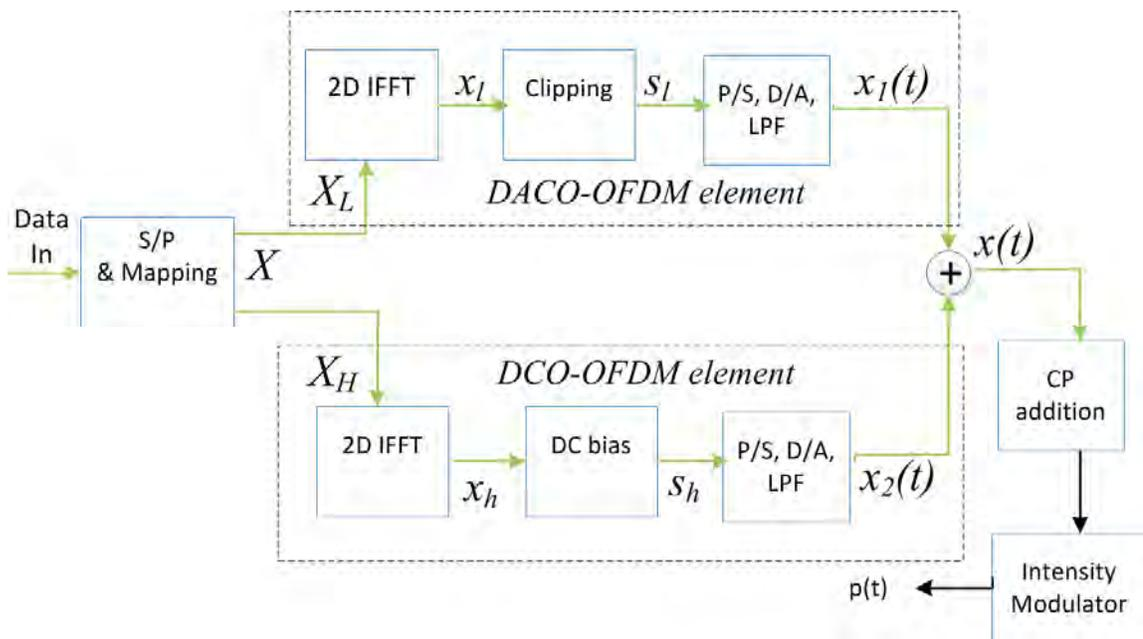 2D IFFT
x_l
Clipping
s_l
P/S, D/A,
LPF
x_1(t)
X_L
DACO-OFDM element
Data
In
S/P
& Mapping
X
+
x(t)
X_H
DCO-OFDM element
2D IFFT
x_h
DC bias
s_h
P/S, D/A,
LPF
x_2(t)
CP
addition
Intensity
Modulator
p(t)